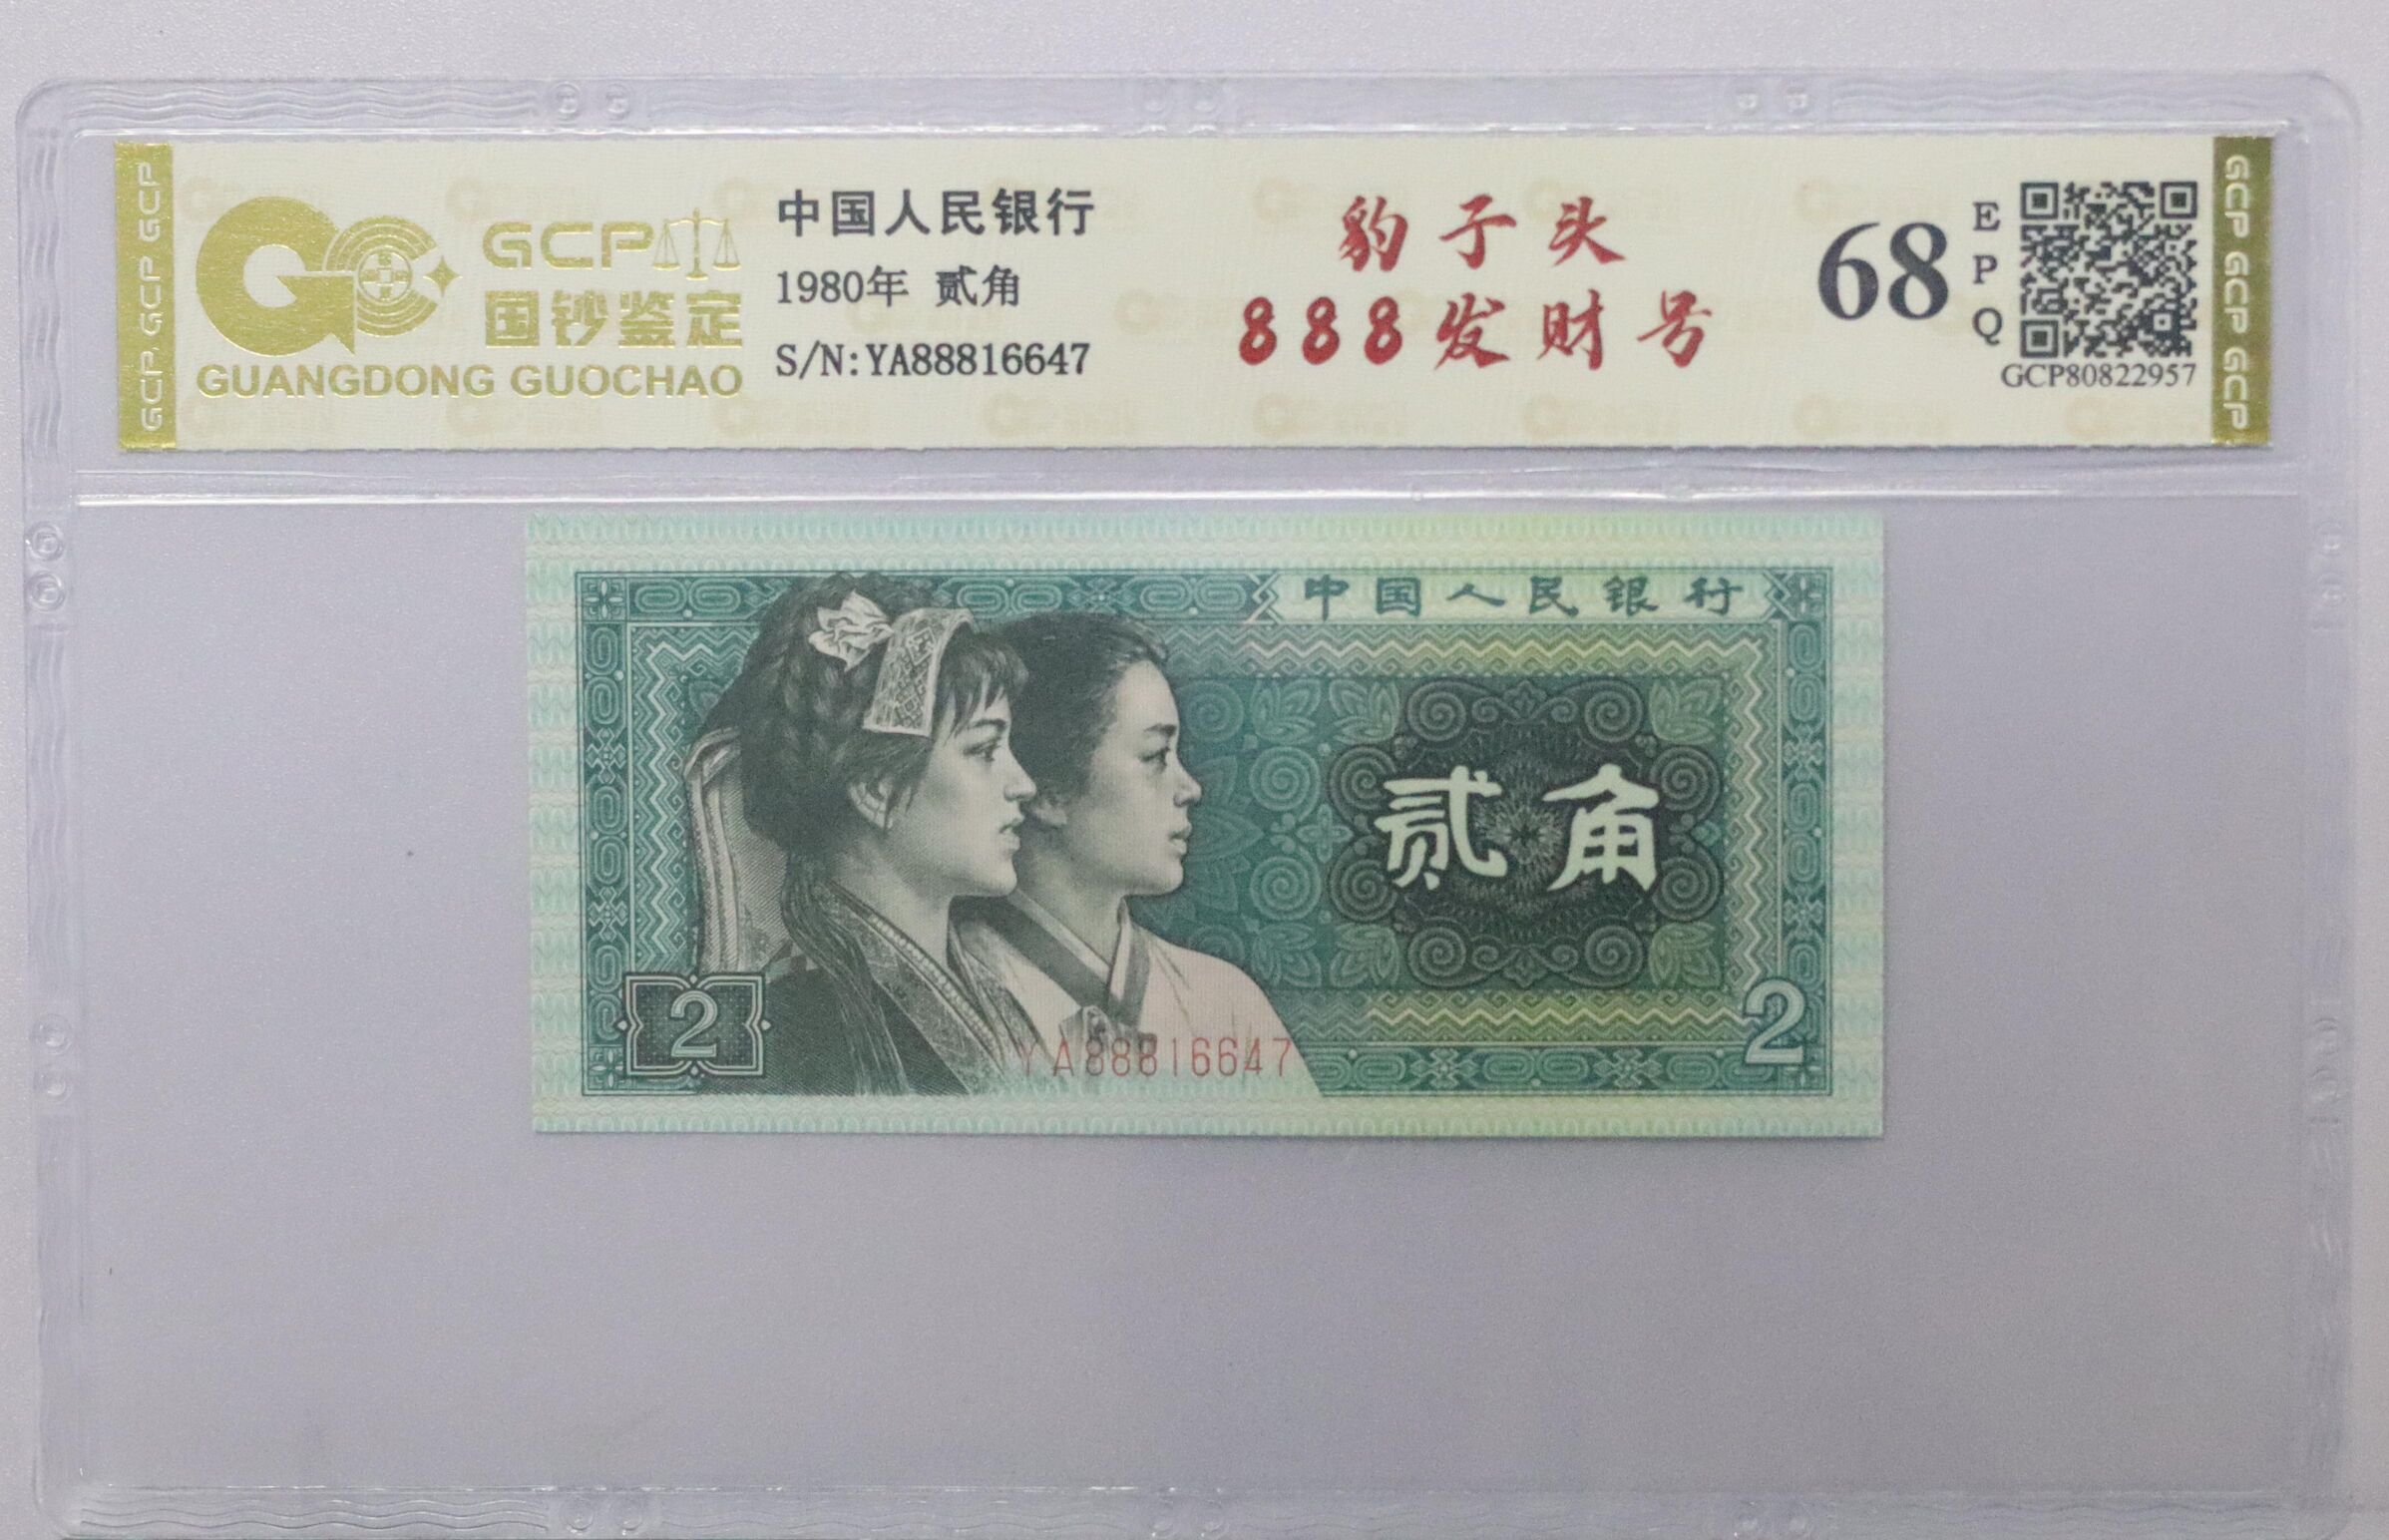 GCP GCP GCP
GCP
国钞鉴定
GUANGDONG GUOCHAO
中国人民银行
1980年 贰角
S/N:YA88816647
豹子头
888发财号
68
EPQ
GCP80822957
GCP GCP GCP
中国人民银行
贰角
2
YA88816647
2